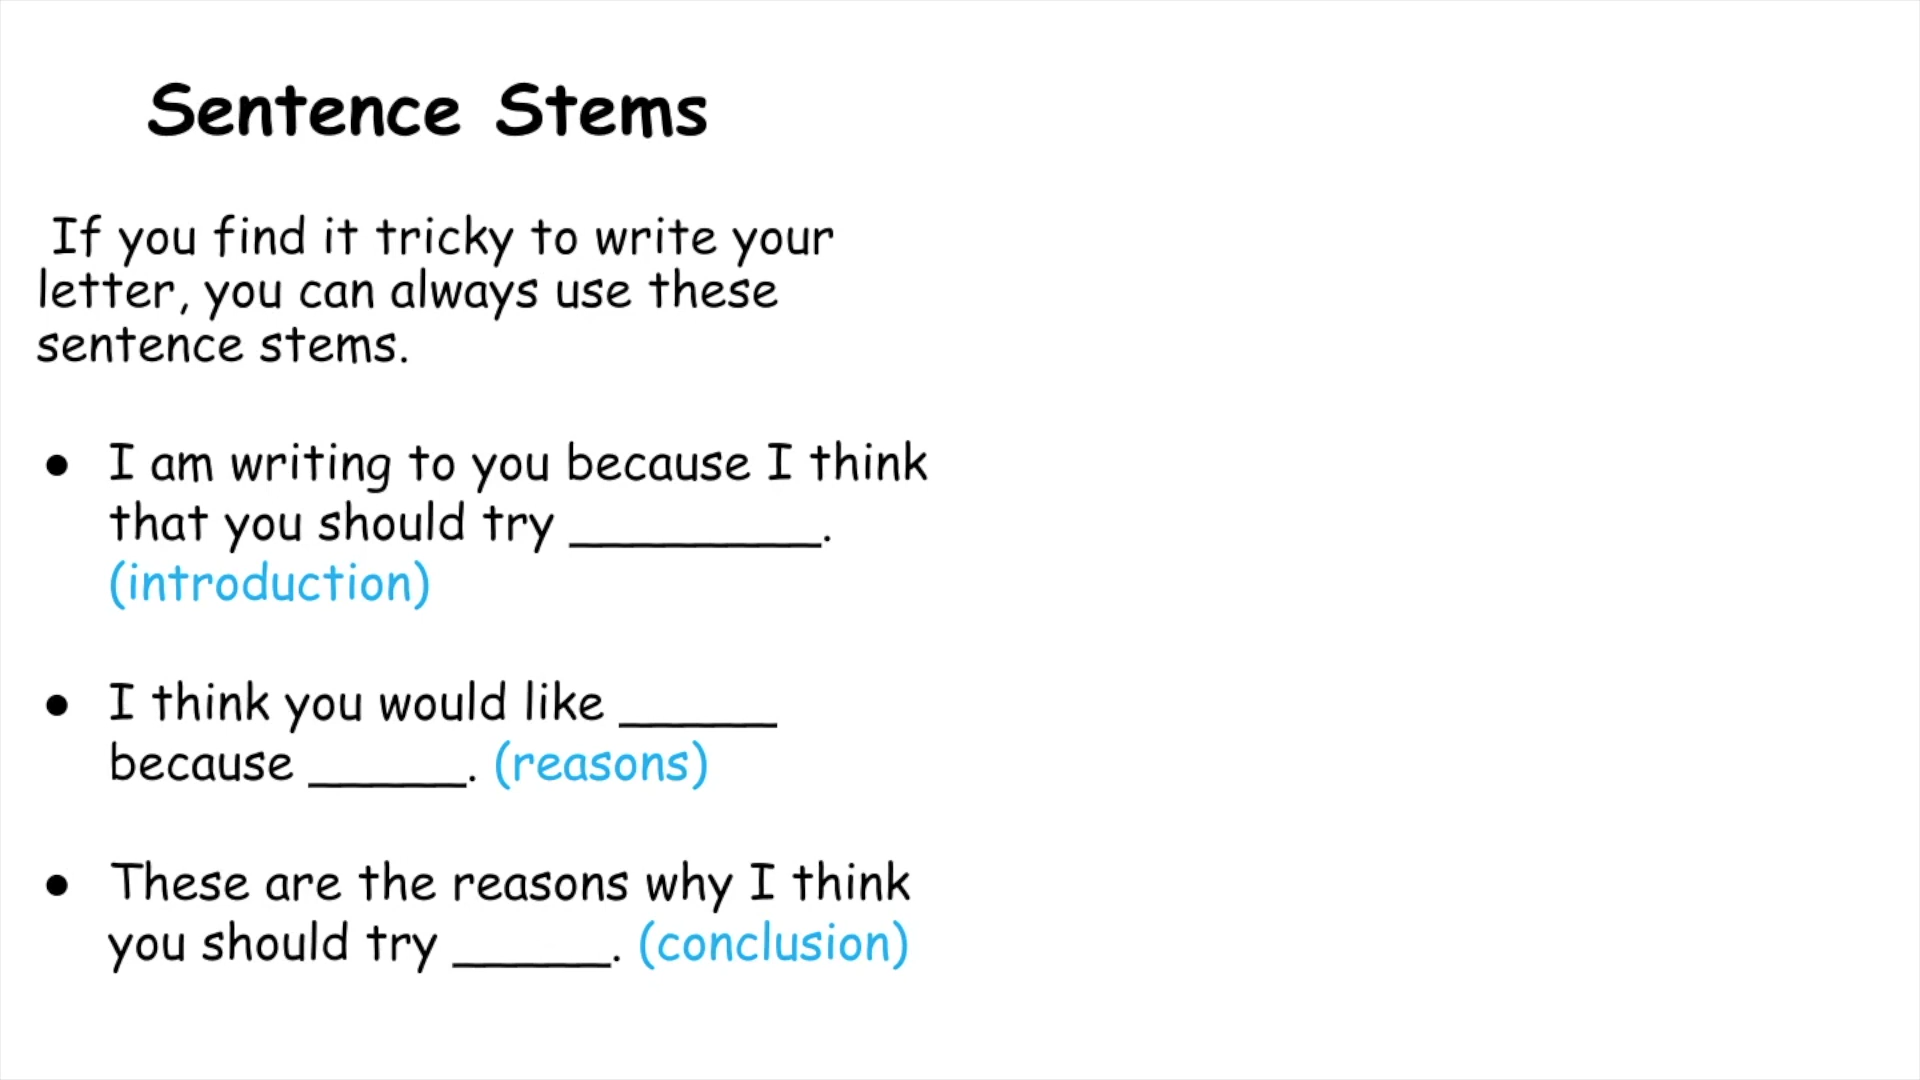 Sentence Stems
If you find it tricky to write your
letter, you can always use these
sentence stems.
● I am writing to you because I think
that you should try ________.
(introduction)
● I think you would like _____
because _____. (reasons)
● These are the reasons why I think
you should try _____. (conclusion)